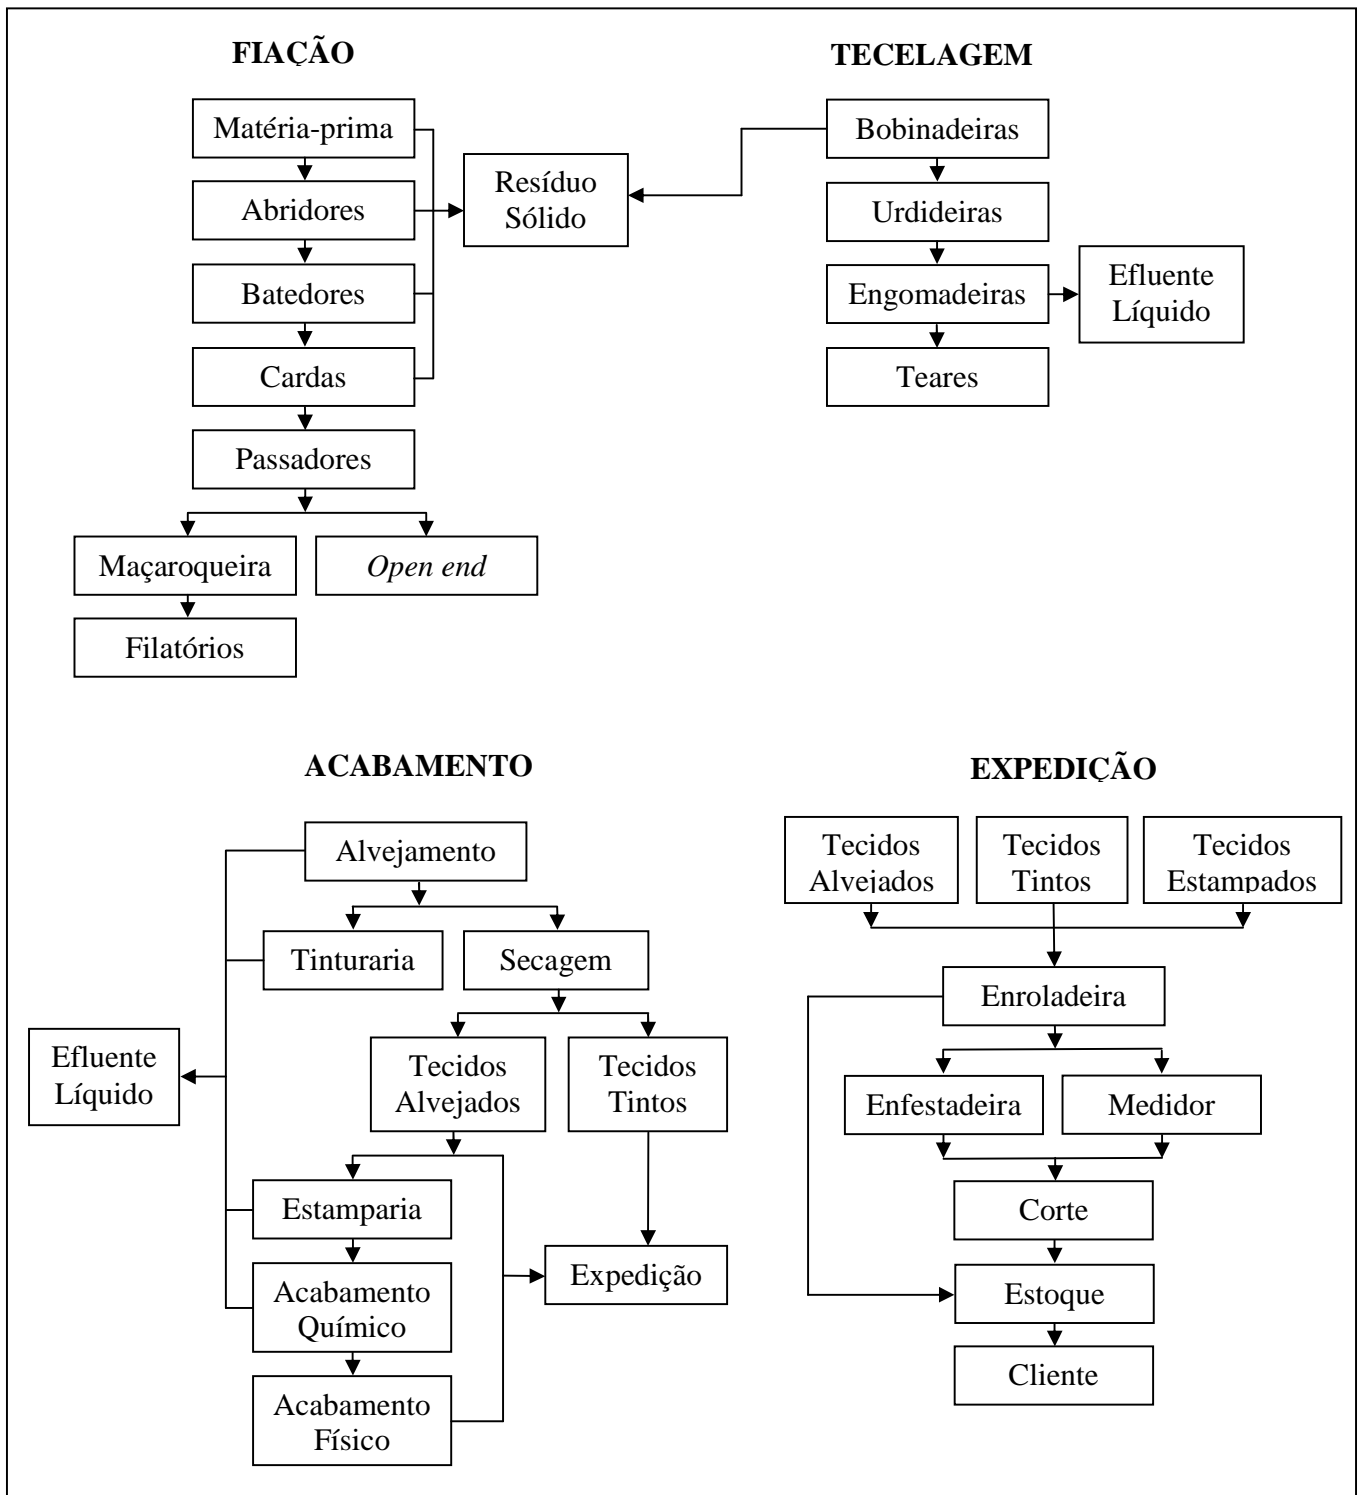 FIAÇÃO
Matéria-prima
Abridores
Batedores
Cardas
Passadores
Maçaroqueira
Open end
Filatórios
Resíduo
Sólido
TECELAGEM
Bobinadeiras
Urdideiras
Engomadeiras
Teares
Efluente
Líquido
ACABAMENTO
Alvejamento
Tinturaria
Secagem
Efluente
Líquido
Tecidos
Alvejados
Tecidos
Tintos
Estamparia
Expedição
Acabamento
Químico
Acabamento
Físico
EXPEDIÇÃO
Tecidos
Alvejados
Tecidos
Tintos
Tecidos
Estampados
Enroladeira
Enfestadeira
Medidor
Corte
Estoque
Cliente